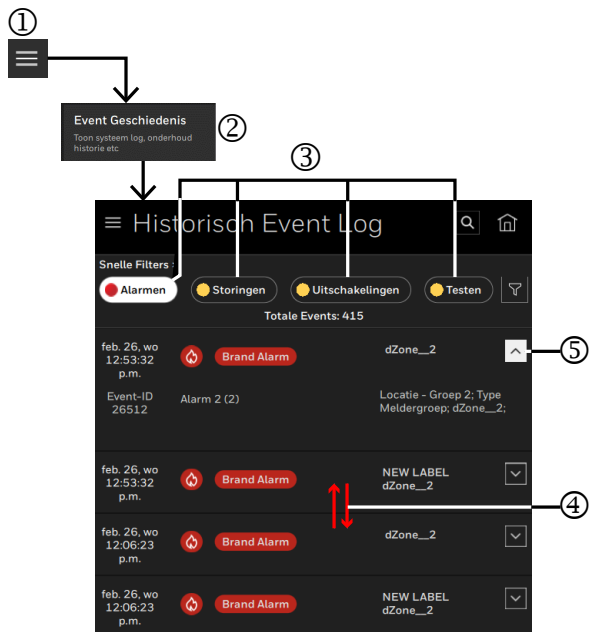 ①
Event Geschiedenis
Toon systeem log, onderhoud
historie etc
②
③
Historisch Event Log
Snelle Filters :
Alarmen
Storingen
Uitschakelingen
Testen
Totale Events: 415
feb. 26, wo
12:53:32
p.m.
Brand Alarm
dZone__2
⑤
Event-ID
26512
Alarm 2 (2)
Locatie - Groep 2; Type
Meldergroep; dZone__2;
feb. 26, wo
12:53:32
p.m.
Brand Alarm
NEW LABEL
dZone__2
④
feb. 26, wo
12:06:23
p.m.
Brand Alarm
dZone__2
feb. 26, wo
12:06:23
p.m.
Brand Alarm
NEW LABEL
dZone__2